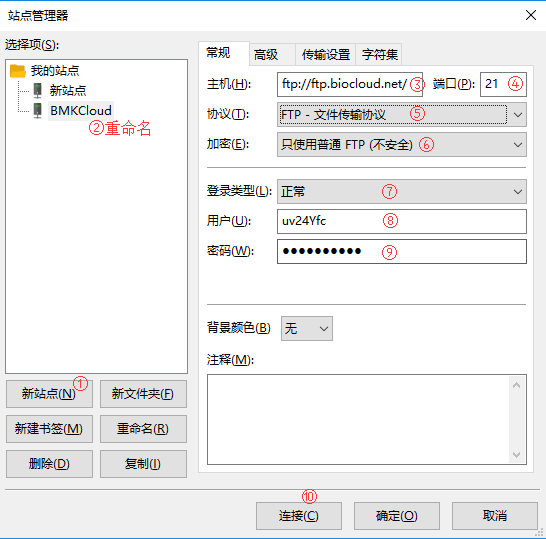 站点管理器
选择项(S):
我的站点
新站点
BMKCloud
②重命名
新站点(N) ①
新文件夹(F)
新建书签(M)
重命名(R)
删除(D)
复制(I)
常规
高级
传输设置
字符集
主机(H):
ftp://ftp.biocloud.net/ ③
端口(P):
21 ④
协议(T):
FTP - 文件传输协议 ⑤
加密(E):
只使用普通 FTP (不安全) ⑥
登录类型(L):
正常 ⑦
用户(U):
uv24Yfc ⑧
密码(W):
●●●●●●●●●● ⑨
背景颜色(B)
无
注释(M):
⑩
连接(C)
确定(O)
取消